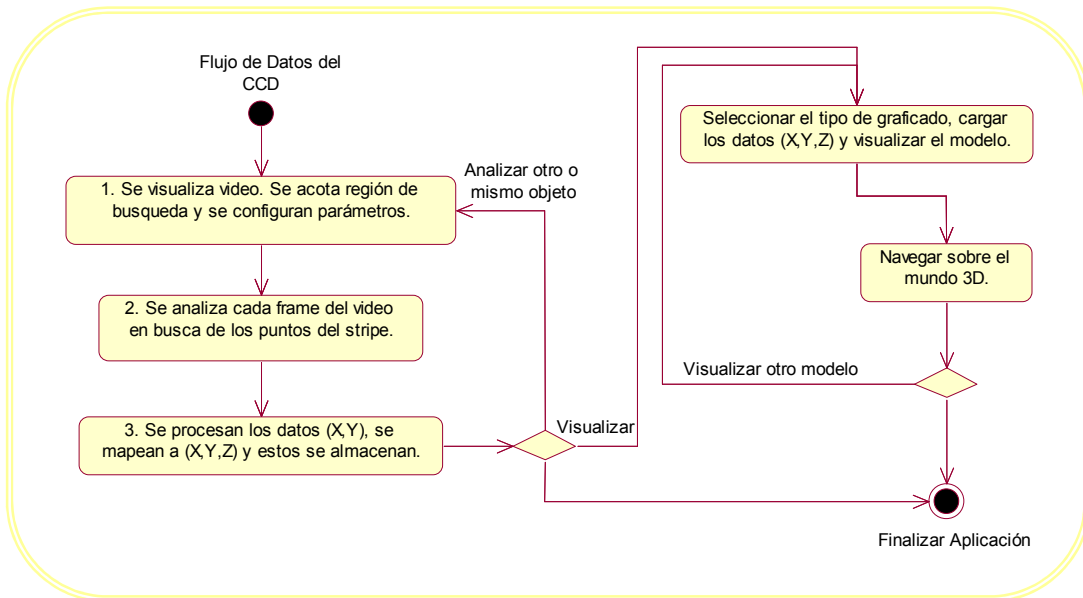 Flujo de Datos del
CCD
1. Se visualiza video. Se acota región de
busqueda y se configuran parámetros.
2. Se analiza cada frame del video
en busca de los puntos del stripe.
3. Se procesan los datos (X,Y), se
mapean a (X,Y,Z) y estos se almacenan.
Analizar otro o
mismo objeto
Visualizar
Seleccionar el tipo de graficado, cargar
los datos (X,Y,Z) y visualizar el modelo.
Navegar sobre el
mundo 3D.
Visualizar otro modelo
Finalizar Aplicación